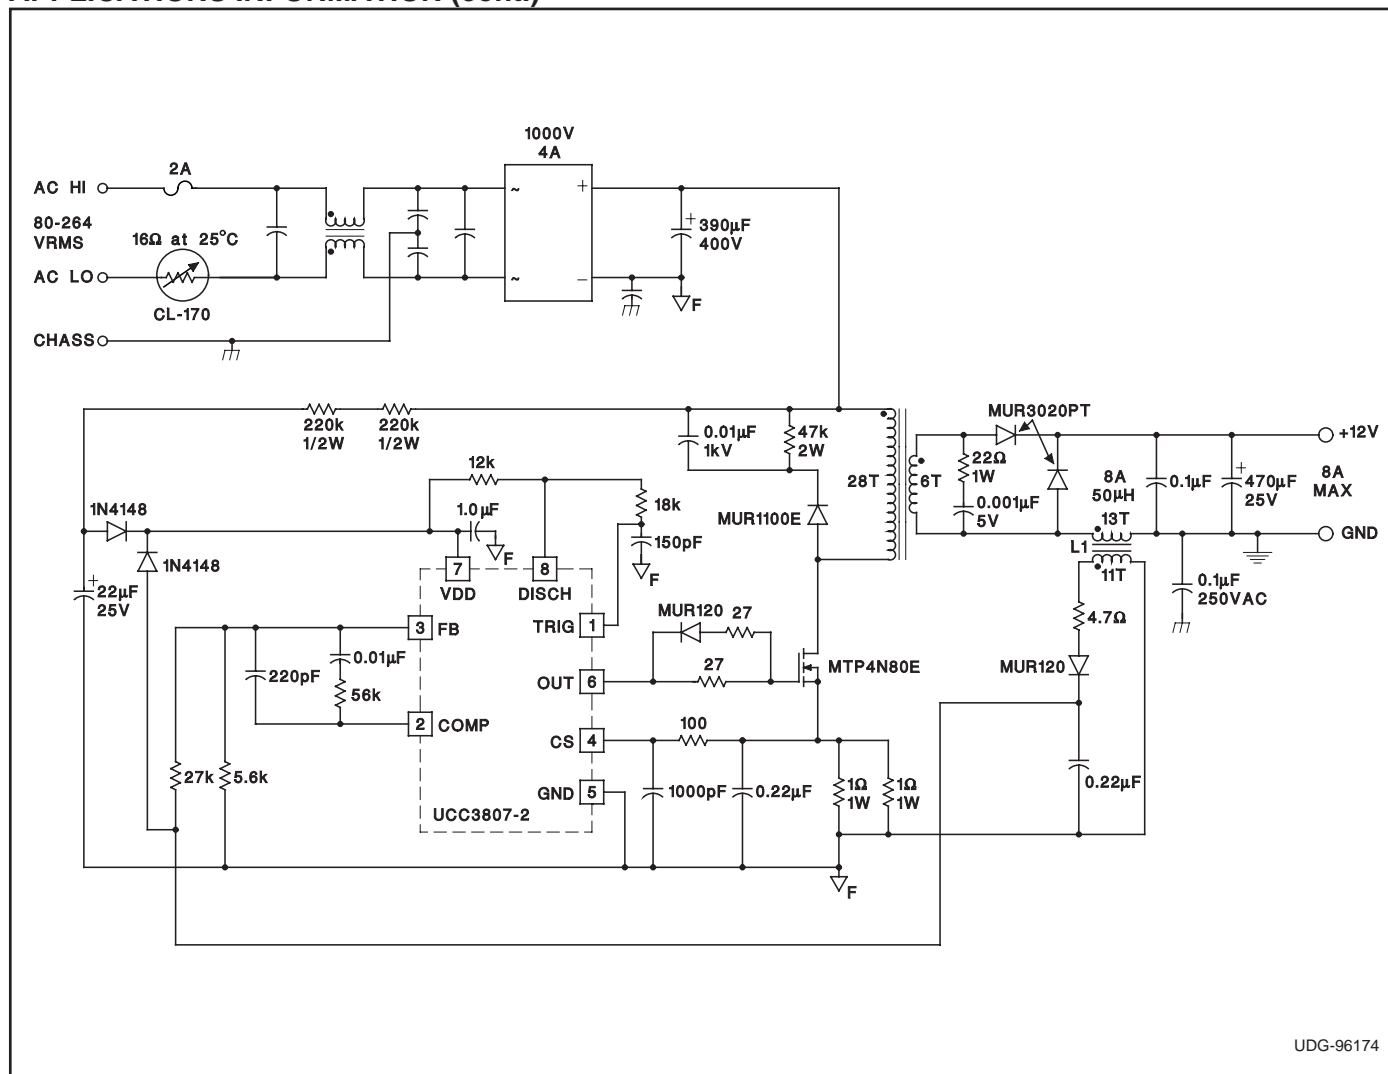 1000V
4A
2A
AC HI
~
+
80-264
VRMS
16Ω at 25°C
+
390μF
400V
AC LO
~
−
F
CL-170
CHASS
220k
1/2W
220k
1/2W
0.01μF
1kV
47k
2W
MUR3020PT
+12V
12k
28T
6T
22Ω
1W
8A
50μH
0.1μF
+
470μF
25V
8A
MAX
18k
1N4148
1.0μF
MUR1100E
0.001μF
5V
13T
GND
150pF
L1
F
1N4148
7
8
F
11T
+
22μF
25V
VDD
DISCH
0.1μF
250VAC
MUR120
27
3
FB
TRIG
1
4.7Ω
0.01μF
220pF
27
MTP4N80E
MUR120
OUT
6
56k
2
COMP
100
CS
4
27k
5.6k
1000pF
0.22μF
1Ω
1W
1Ω
1W
0.22μF
GND
5
UCC3807-2
F
UDG-96174